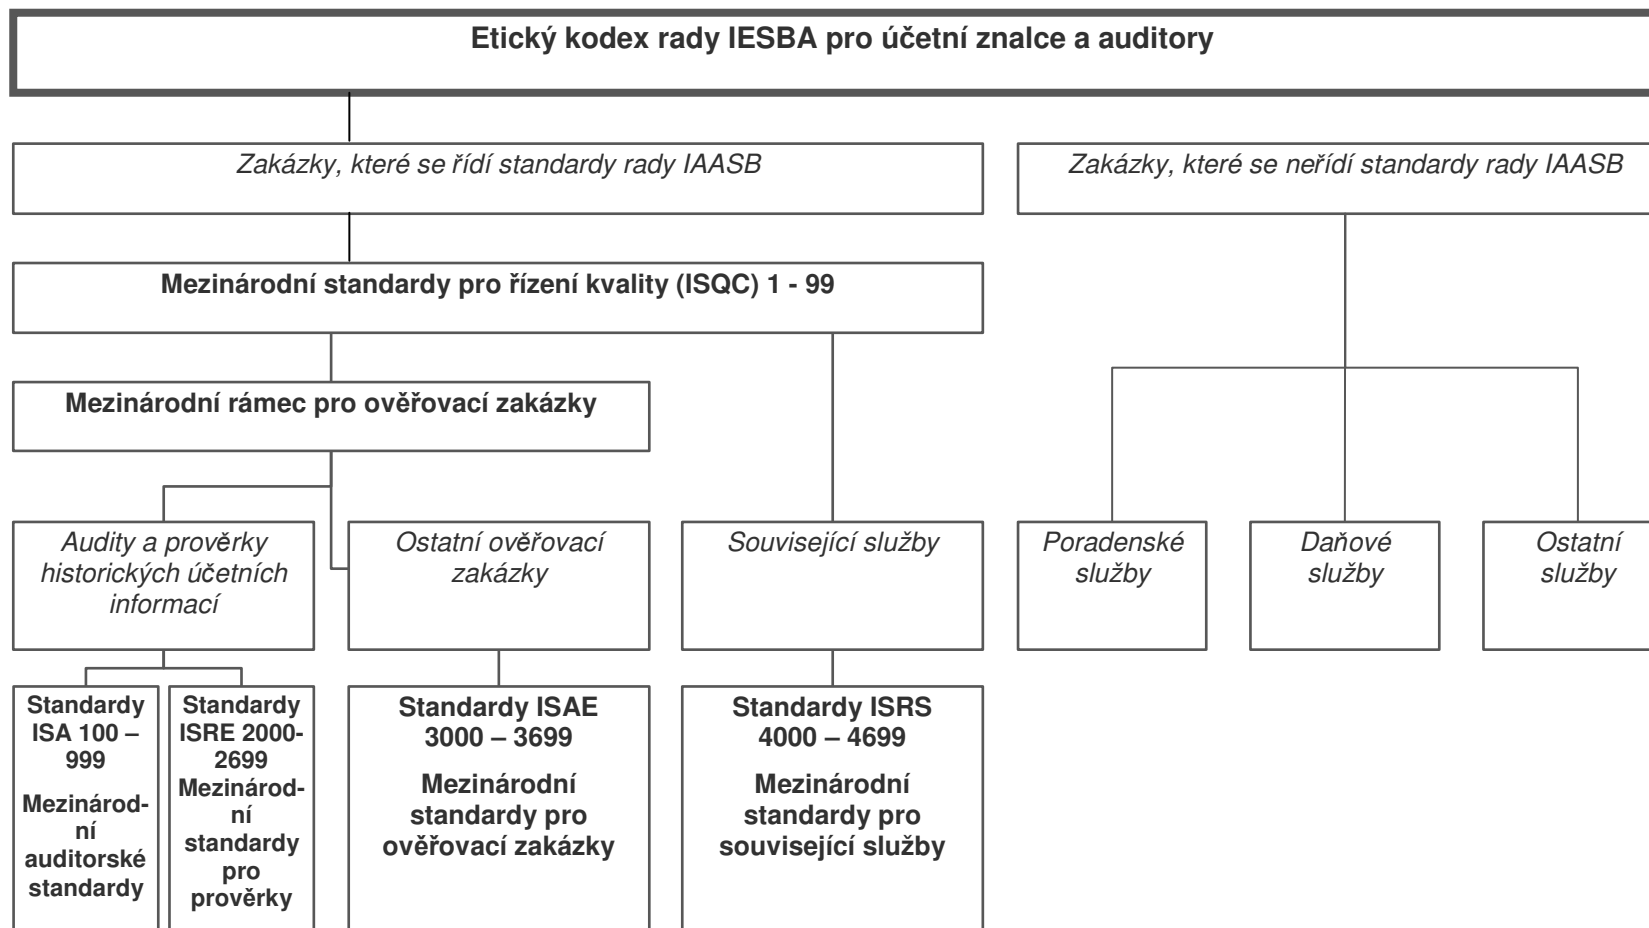 Etický kodex rady IESBA pro účetní znalce a auditory
Zakázky, které se řídí standardy rady IAASB
Zakázky, které se neřídí standardy rady IAASB
Mezinárodní standardy pro řízení kvality (ISQC) 1 - 99
Mezinárodní rámec pro ověřovací zakázky
Audity a prověrky
historických účetních
informací
Ostatní ověřovací
zakázky
Související služby
Poradenské
služby
Daňové
služby
Ostatní
služby
Standardy
ISA 100 –
999
Mezinárod-
ní
auditorské
standardy
Standardy
ISRE 2000-
2699
Mezinárod-
ní
standardy
pro
prověrky
Standardy ISAE
3000 – 3699
Mezinárodní
standardy pro
ověřovací zakázky
Standardy ISRS
4000 – 4699
Mezinárodní
standardy pro
související služby